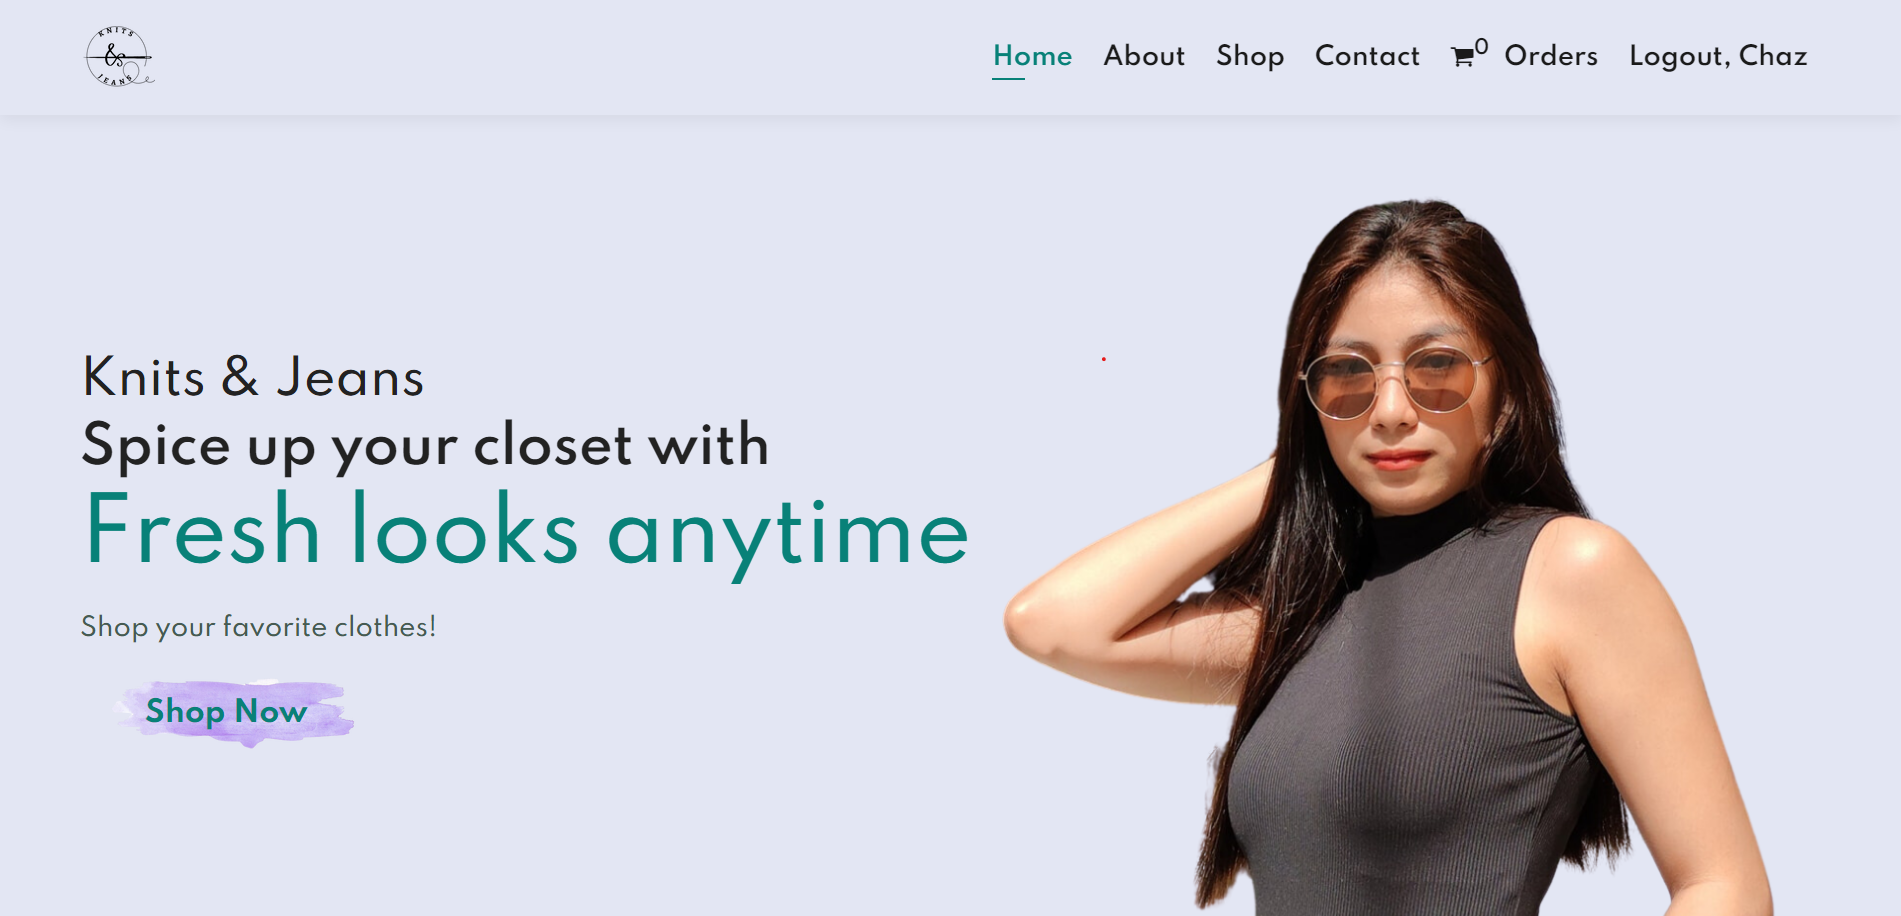 KNITS
&
JEANS
Home About Shop Contact 0 Orders Logout, Chaz
Knits & Jeans
Spice up your closet with
Fresh looks anytime
Shop your favorite clothes!
Shop Now